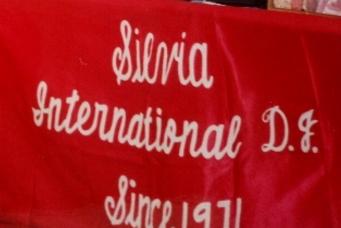 Silvia
International D.J.
Since 1971